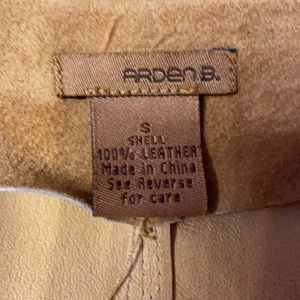 ARDEN B.
S
SHELL
100% LEATHER
Made in China
See Reverse
for care